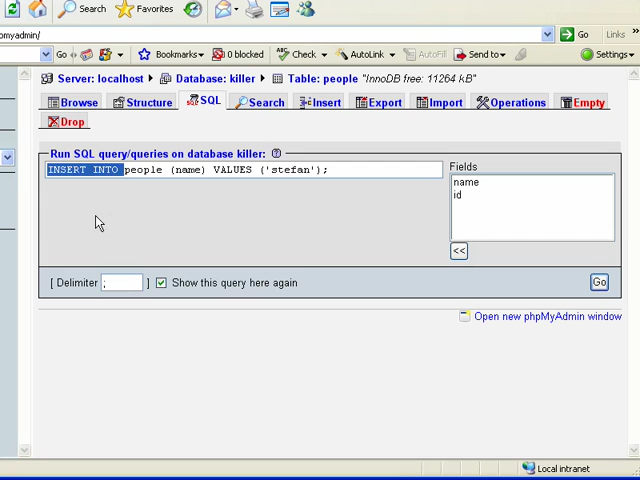 Search Favorites
omyadmin/ Go Links »
Go Bookmarks 0 blocked ABC Check AutoLink AutoFill Send to Settings
Server: localhost Database: killer Table: people "InnoDB free: 11264 kB"
Browse Structure SQL Search Insert Export Import Operations Empty
Drop
Run SQL query/queries on database killer:
INSERT INTO people (name) VALUES ('stefan');
Fields
name
id
<<
[ Delimiter ; ] Show this query here again Go
Open new phpMyAdmin window
Local intranet